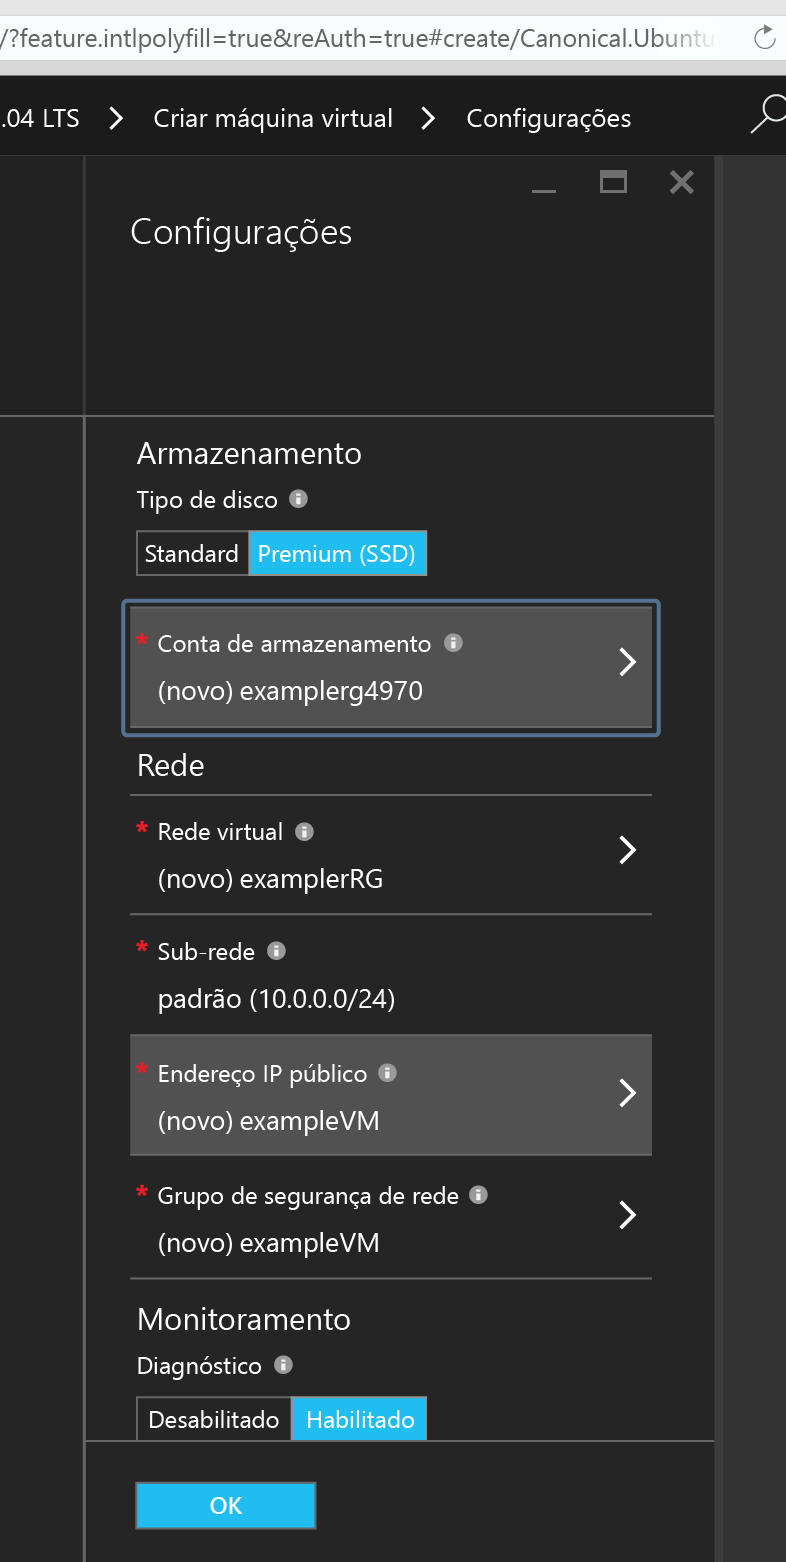 /?feature.intlpolyfill=true&reAuth=true#create/Canonical.Ubuntu
.04 LTS > Criar máquina virtual > Configurações
Configurações
Armazenamento
Tipo de disco
Standard Premium (SSD)
* Conta de armazenamento
(novo) examplerg4970
Rede
* Rede virtual
(novo) examplerRG
* Sub-rede
padrão (10.0.0.0/24)
* Endereço IP público
(novo) exampleVM
* Grupo de segurança de rede
(novo) exampleVM
Monitoramento
Diagnóstico
Desabilitado Habilitado
OK